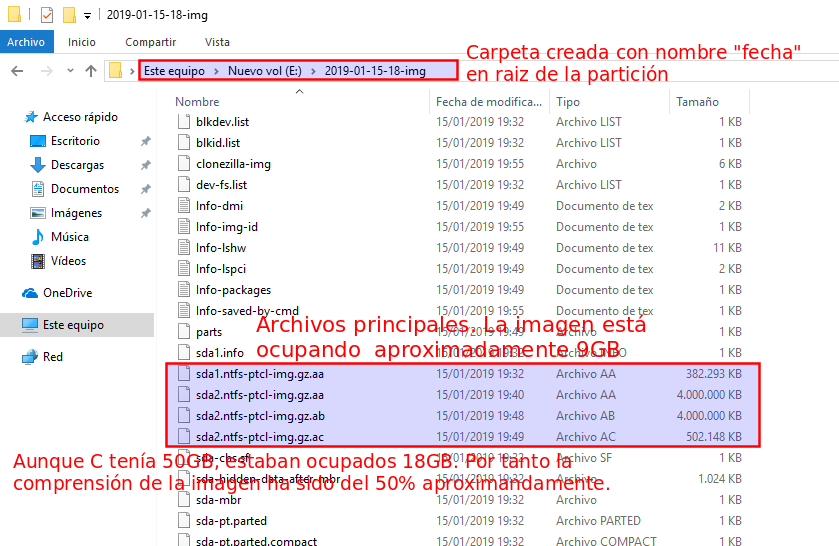 2019-01-15-18-img
Archivo Inicio Compartir Vista
Carpeta creada con nombre "fecha"
en raiz de la partición
Este equipo > Nuevo vol (E:) > 2019-01-15-18-img
Nombre Fecha de modifica... Tipo Tamaño
Acceso rápido
Escritorio
Descargas
Documentos
Imágenes
Música
Vídeos
OneDrive
Este equipo
Red
blkdev.list 15/01/2019 19:32 Archivo LIST 1 KB
blkid.list 15/01/2019 19:32 Archivo LIST 1 KB
clonezilla-img 15/01/2019 19:55 Archivo 6 KB
dev-fs.list 15/01/2019 19:32 Archivo LIST 1 KB
Info-dmi 15/01/2019 19:49 Documento de tex 2 KB
Info-img-id 15/01/2019 19:55 Documento de tex 1 KB
Info-lshw 15/01/2019 19:49 Documento de tex 11 KB
Info-lspci 15/01/2019 19:49 Documento de tex 2 KB
Info-packages 15/01/2019 19:49 Documento de tex 1 KB
Info-saved-by-cmd 15/01/2019 19:55 Documento de tex 1 KB
Archivos principales. La imagen está
ocupando aproximadamente 9GB
parts 15/01/2019 19:49 Archivo 1 KB
sda1.info 15/01/2019 19:32 Archivo INFO 1 KB
sda1.ntfs-ptcl-img.gz.aa 15/01/2019 19:32 Archivo AA 382.293 KB
sda2.ntfs-ptcl-img.gz.aa 15/01/2019 19:40 Archivo AA 4.000.000 KB
sda2.ntfs-ptcl-img.gz.ab 15/01/2019 19:48 Archivo AB 4.000.000 KB
sda2.ntfs-ptcl-img.gz.ac 15/01/2019 19:49 Archivo AC 502.148 KB
Aunque C tenía 50GB, estaban ocupados 18GB. Por tanto la
comprensión de la imagen ha sido del 50% aproximandamente.
sda-chs.sf 15/01/2019 19:32 Archivo SF 1 KB
sda-hidden-data-after-mbr 15/01/2019 19:32 Archivo 1.024 KB
sda-mbr 15/01/2019 19:32 Archivo 1 KB
sda-pt.parted 15/01/2019 19:32 Archivo PARTED 1 KB
sda-pt.parted.compact 15/01/2019 19:32 Archivo COMPACT 1 KB